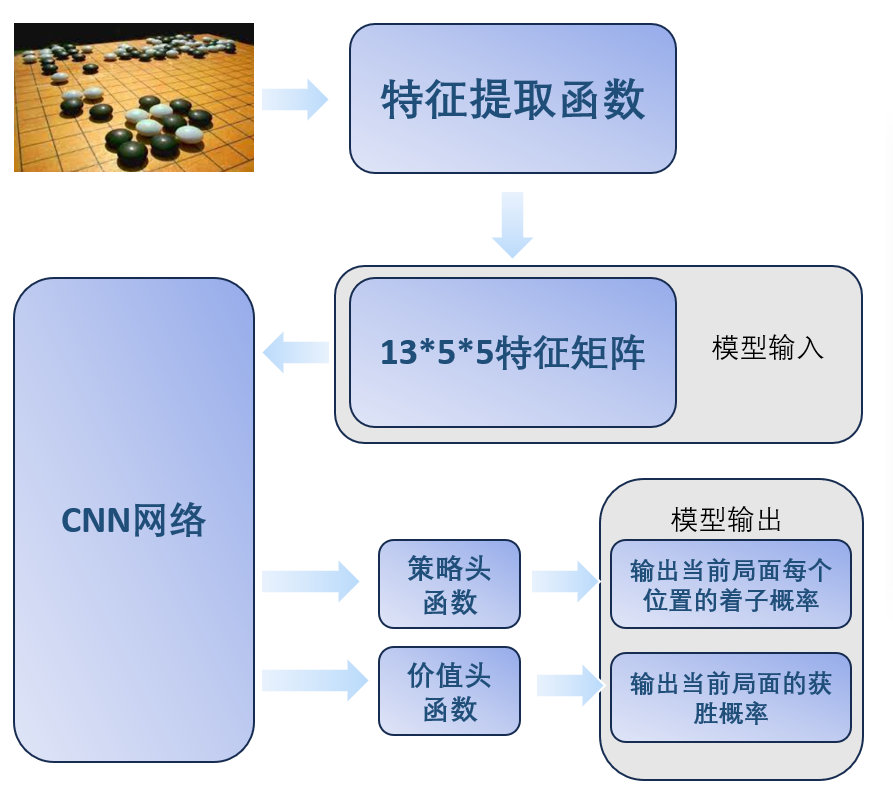 特征提取函数
13*5*5特征矩阵
模型输入
CNN网络
模型输出
策略头
函数
输出当前局面每个
位置的着子概率
价值头
函数
输出当前局面的获
胜概率